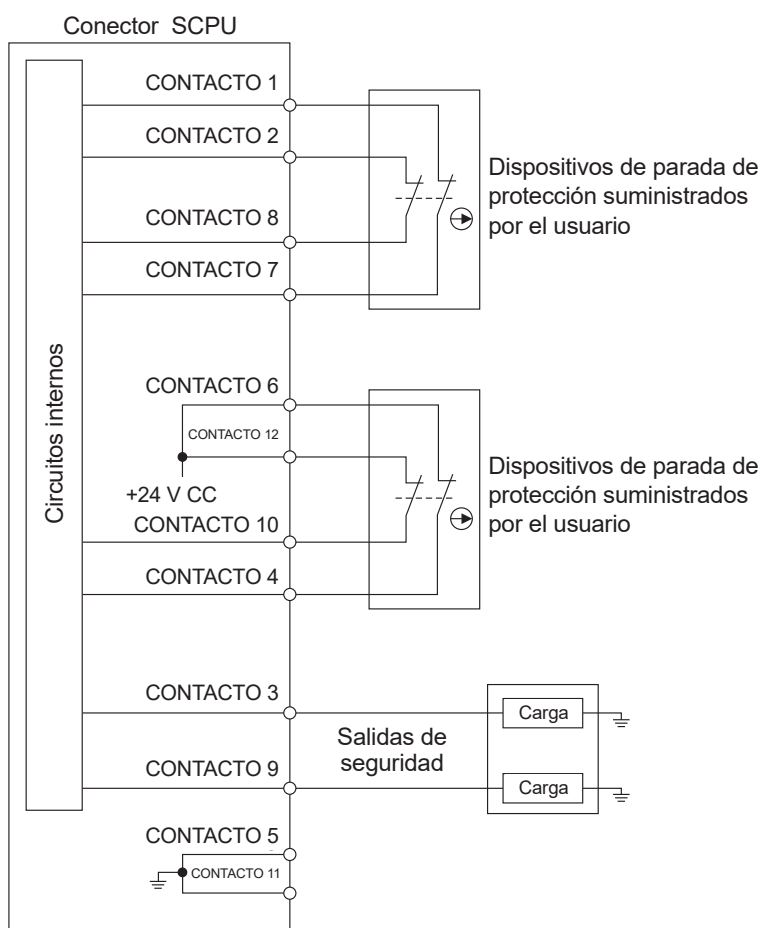 Conector SCPU
CONTACTO 1
CONTACTO 2
CONTACTO 8
CONTACTO 7
Dispositivos de parada de
protección suministrados
por el usuario
Circuitos internos
CONTACTO 6
CONTACTO 12
+24 V CC
CONTACTO 10
CONTACTO 4
Dispositivos de parada de
protección suministrados
por el usuario
CONTACTO 3
Carga
Salidas de
seguridad
CONTACTO 9
Carga
CONTACTO 5
CONTACTO 11